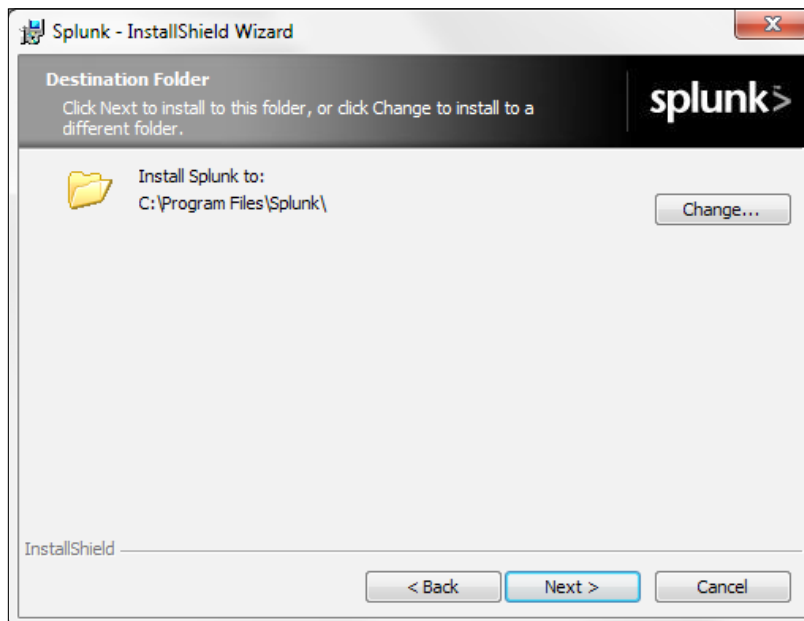 Splunk - InstallShield Wizard
Destination Folder
Click Next to install to this folder, or click Change to install to a
different folder.
splunk>
Install Splunk to:
C:\Program Files\Splunk\
Change...
InstallShield
< Back
Next >
Cancel